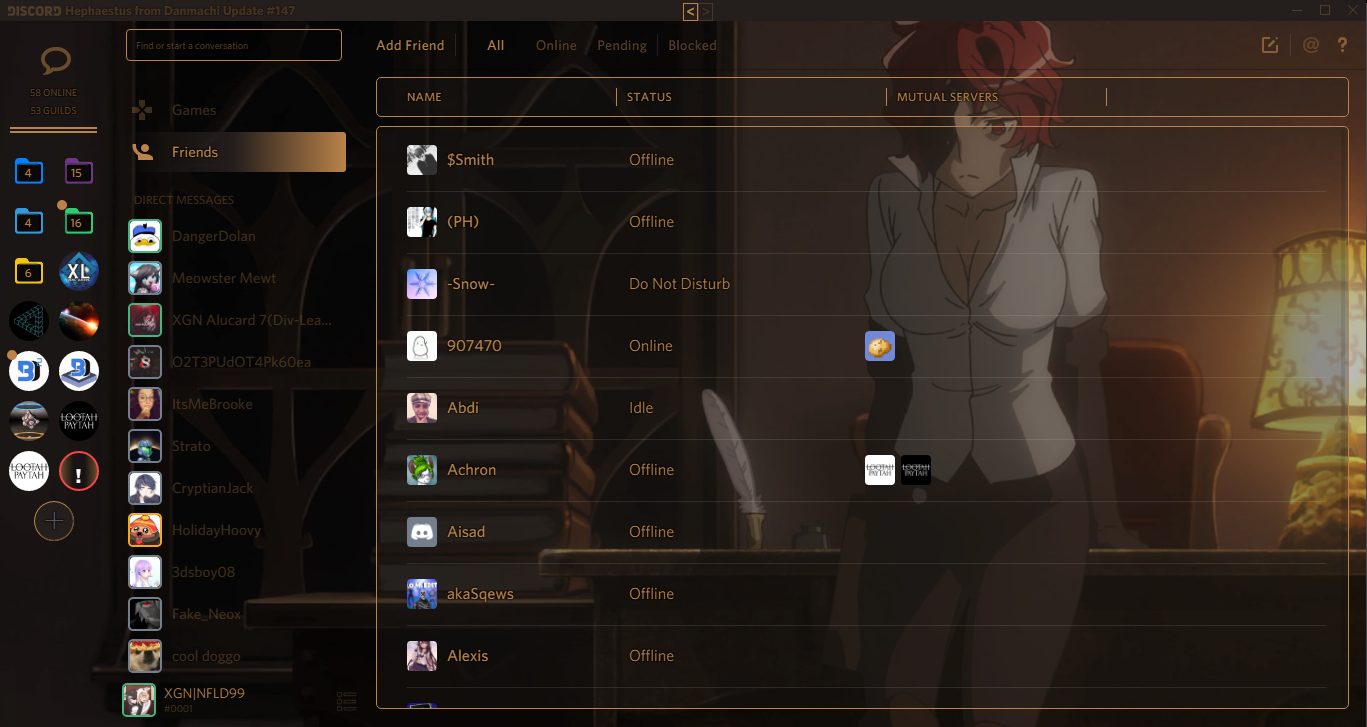 DISCORD Hephaestus from Danmachi Update #147
< >
Find or start a conversation
Add Friend All Online Pending Blocked
@ ?
58 ONLINE
53 GUILDS
NAME STATUS MUTUAL SERVERS
Games
Friends
DIRECT MESSAGES
4 15
4 16
6 XL
LOOTAH
PAYTAH
LOOTAH
PAYTAH
!
DangerDolan
Meowster Mewt
XGN Alucard 7(Div-Lea...
O2T3PUdOT4Pk60ea
ItsMeBrooke
Strato
CryptianJack
HolidayHoovy
3dsboy08
Fake_Neox
cool doggo
XGN|NFLD99
#0001
$Smith Offline
(PH) Offline
-Snow- Do Not Disturb
907470 Online
Abdi Idle
Achron Offline
LOOTAH
PAYTAH
LOOTAH
PAYTAH
Aisad Offline
akaSqews Offline
Alexis Offline